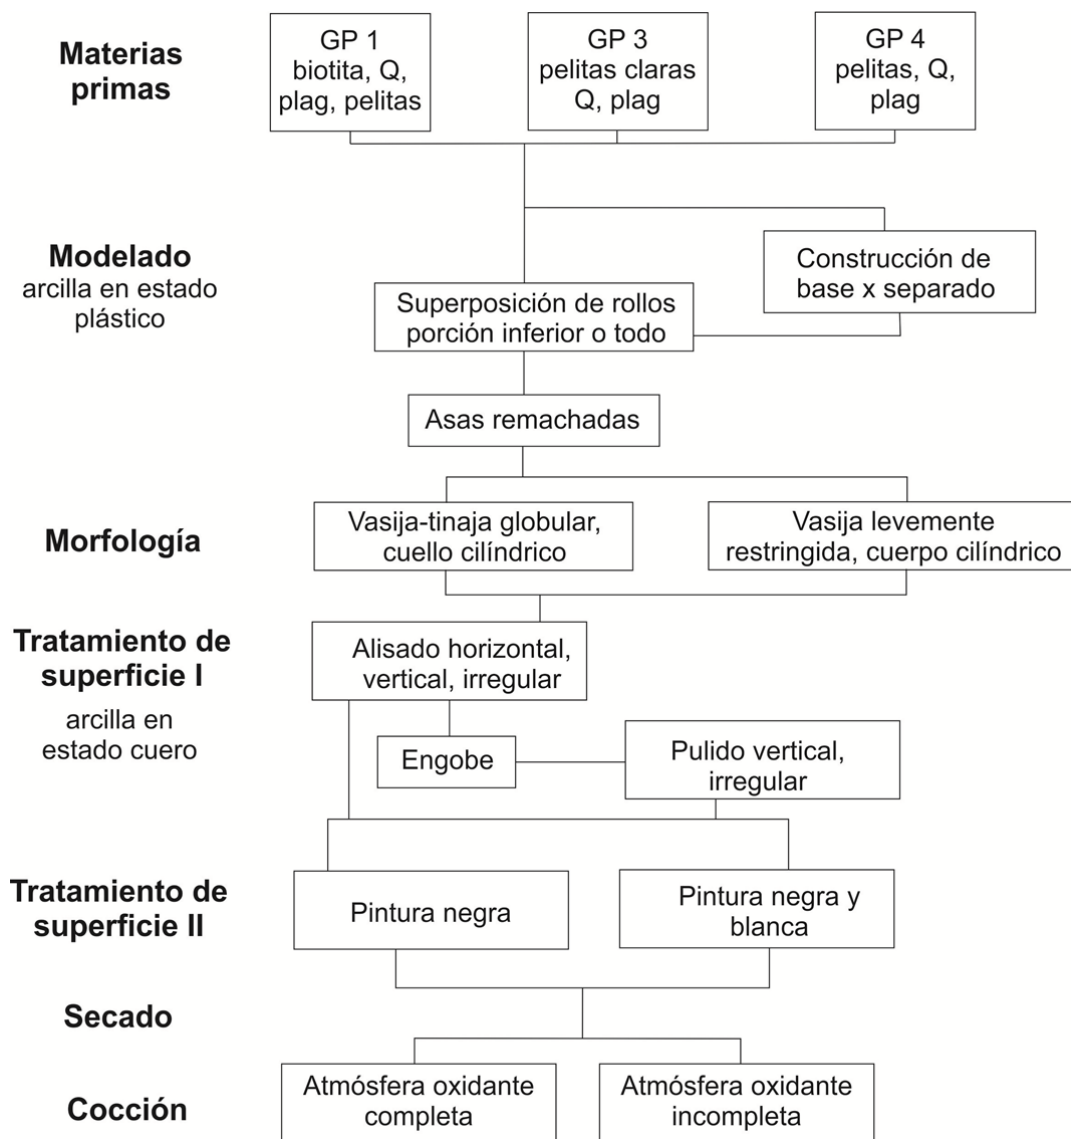 Materias
primas
GP 1
biotita, Q,
plag, pelitas
GP 3
pelitas claras
Q, plag
GP 4
pelitas, Q,
plag
Modelado
arcilla en estado
plástico
Construcción de
base x separado
Superposición de rollos
porción inferior o todo
Asas remachadas
Morfología
Vasija-tinaja globular,
cuello cilíndrico
Vasija levemente
restringida, cuerpo cilíndrico
Tratamiento de
superficie I
arcilla en
estado cuero
Alisado horizontal,
vertical, irregular
Engobe
Pulido vertical,
irregular
Tratamiento de
superficie II
Pintura negra
Pintura negra y
blanca
Secado
Cocción
Atmósfera oxidante
completa
Atmósfera oxidante
incompleta